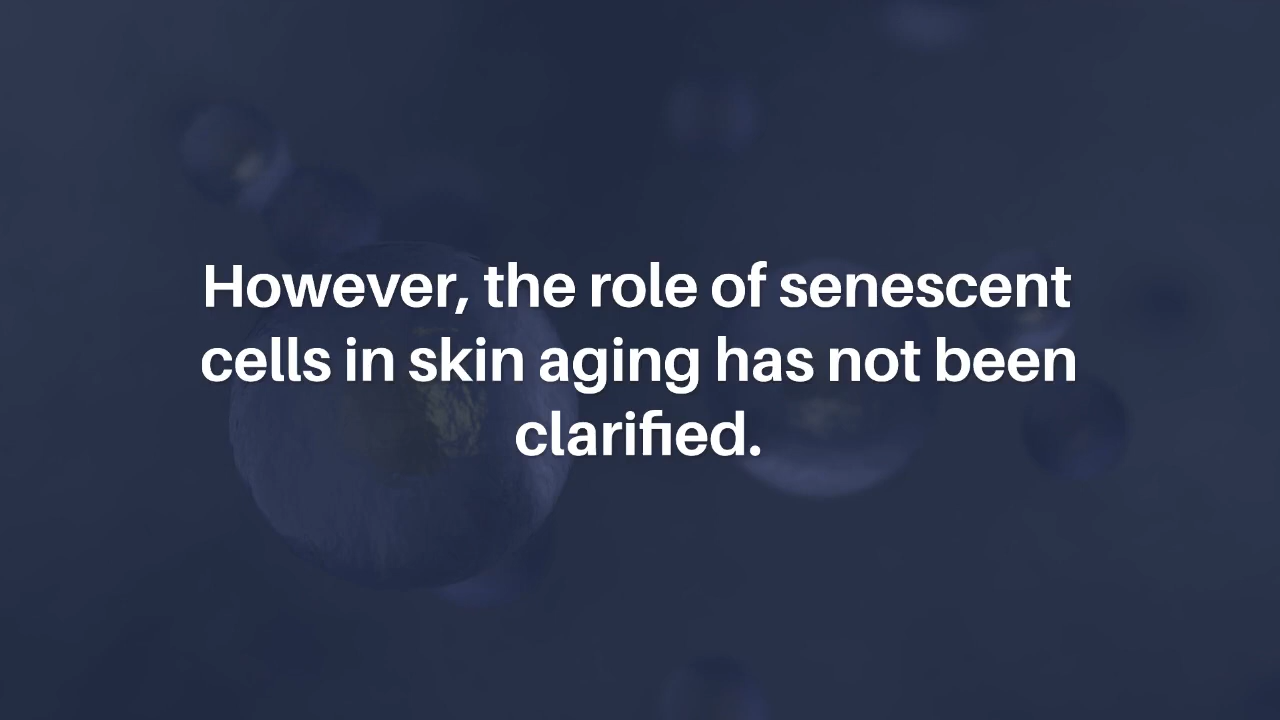 However, the role of senescent
cells in skin aging has not been
clarified.